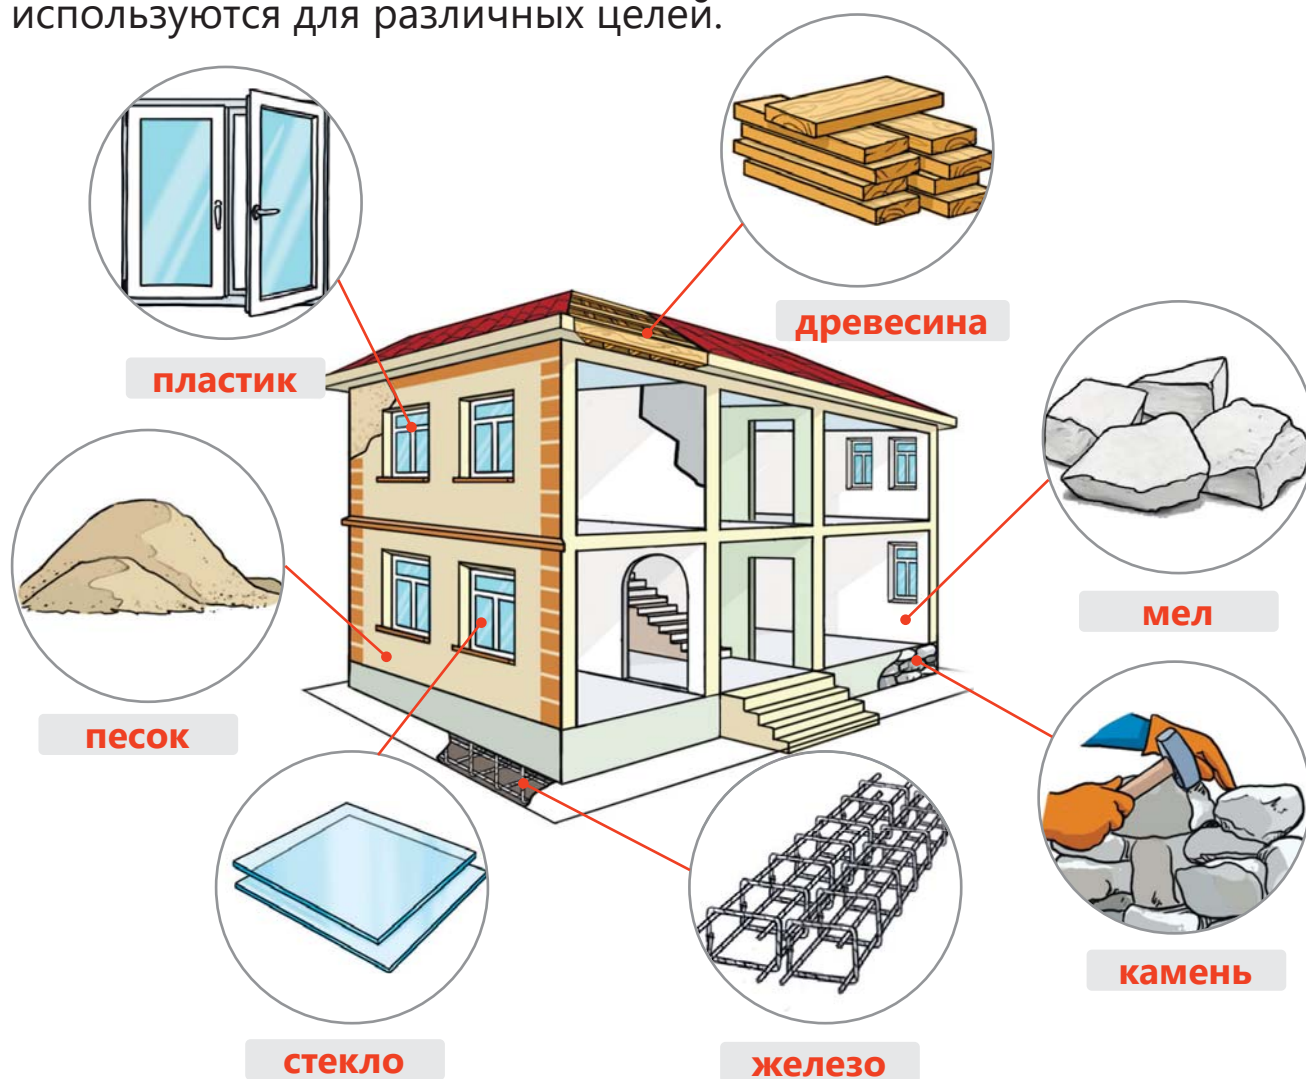 используются для различных целей.
древесина
пластик
мел
песок
камень
стекло
железо